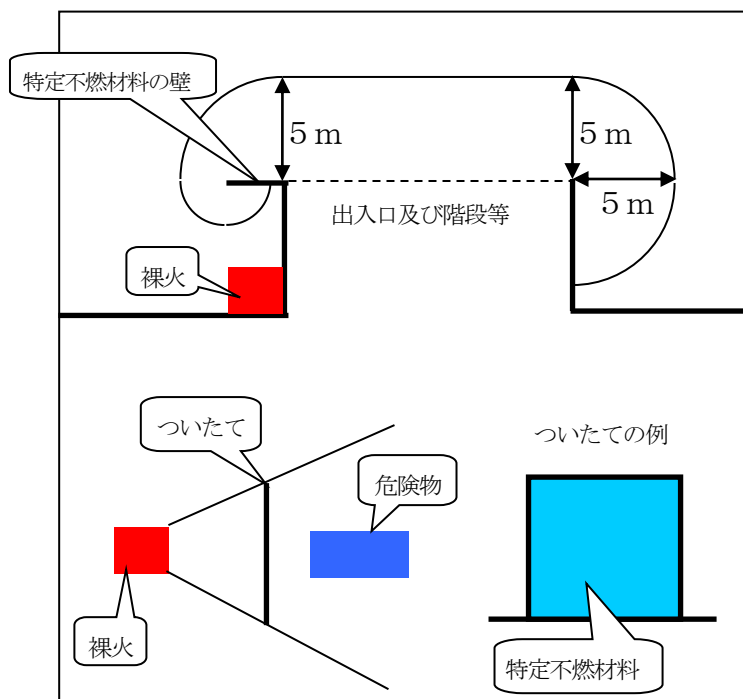 特定不燃材料の壁
5m
5m
5m
出入口及び階段等
裸火
ついたて
ついたての例
危険物
裸火
特定不燃材料